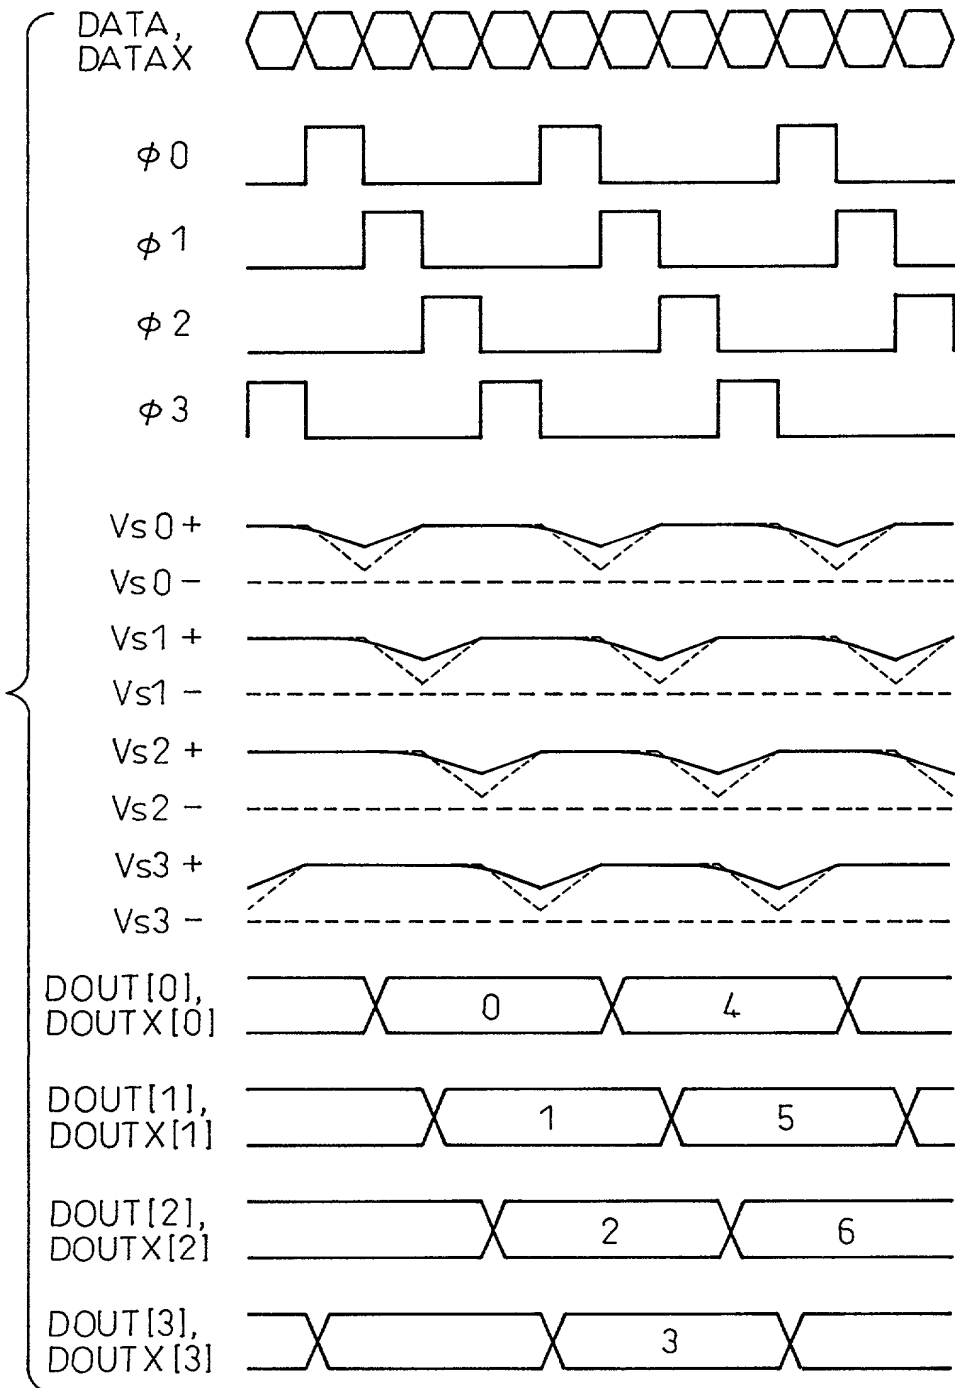 DATA,
DATAX
φ0
φ1
φ2
φ3
Vs0+
Vs0-
Vs1+
Vs1-
Vs2+
Vs2-
Vs3+
Vs3-
DOUT[0],
DOUTX[0]
0 4
DOUT[1],
DOUTX[1]
1 5
DOUT[2],
DOUTX[2]
2 6
DOUT[3],
DOUTX[3]
3